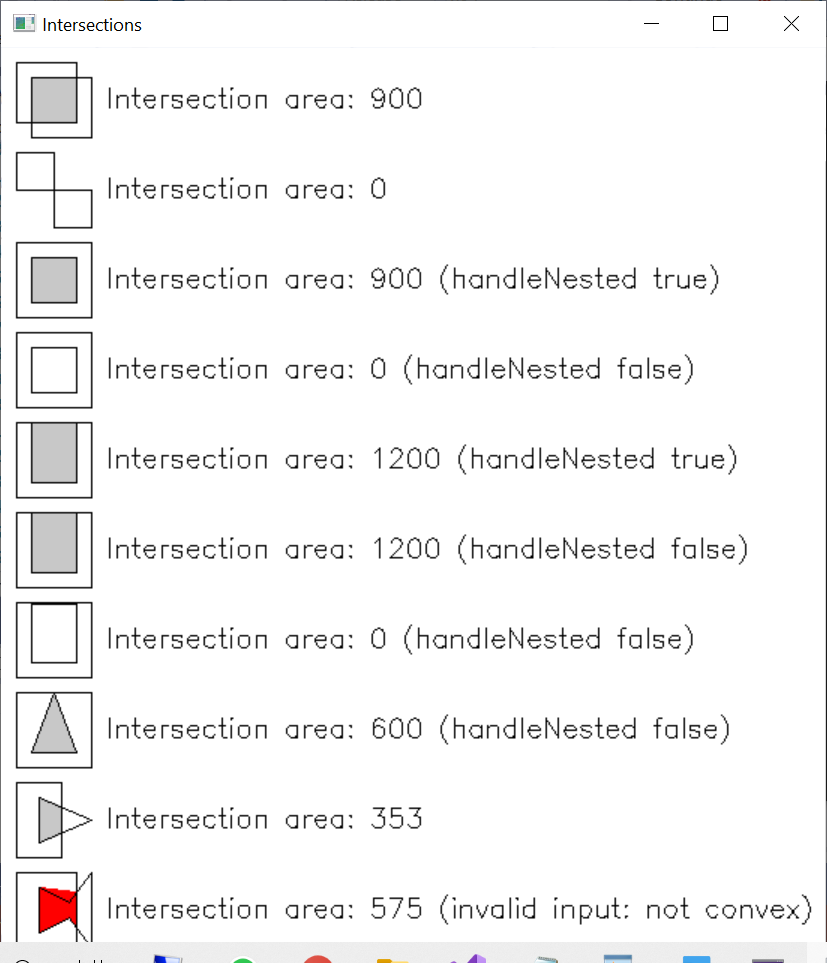 Intersections
Intersection area: 900
Intersection area: 0
Intersection area: 900 (handleNested true)
Intersection area: 0 (handleNested false)
Intersection area: 1200 (handleNested true)
Intersection area: 1200 (handleNested false)
Intersection area: 0 (handleNested false)
Intersection area: 600 (handleNested false)
Intersection area: 353
Intersection area: 575 (invalid input: not convex)